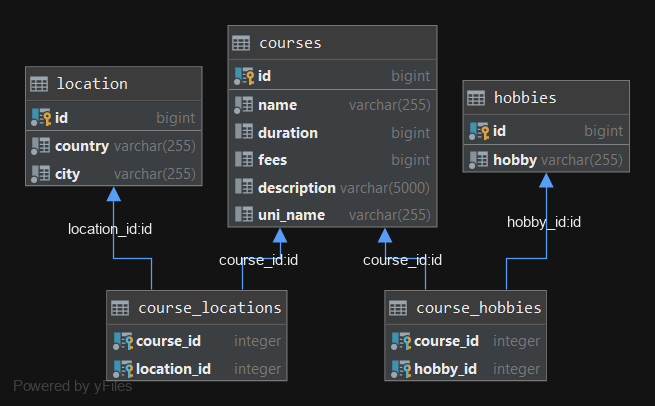 courses
id bigint
name varchar(255)
duration bigint
fees bigint
description varchar(5000)
uni_name varchar(255)
location
id bigint
country varchar(255)
city varchar(255)
hobbies
id bigint
hobby varchar(255)
location_id:id
course_id:id
course_id:id
hobby_id:id
course_locations
course_id integer
location_id integer
course_hobbies
course_id integer
hobby_id integer
Powered by yFiles